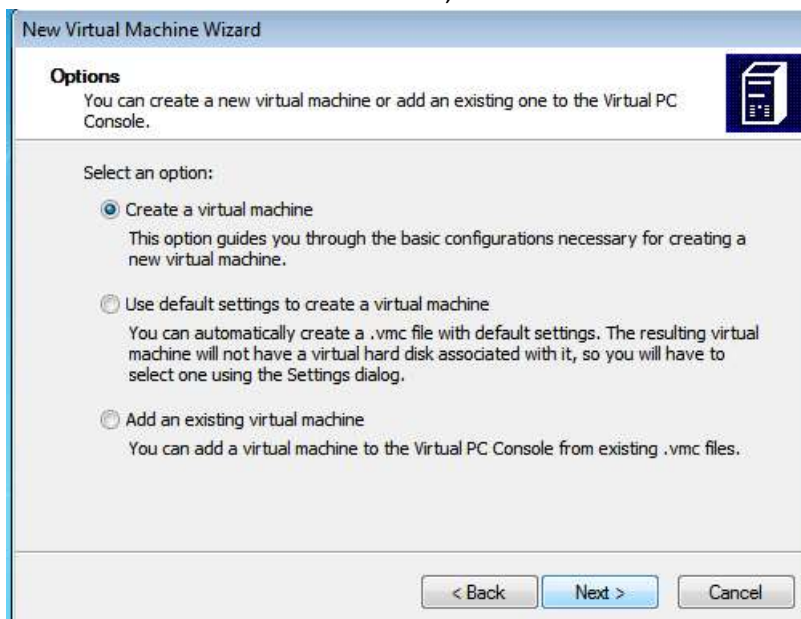 New Virtual Machine Wizard
Options
You can create a new virtual machine or add an existing one to the Virtual PC
Console.
Select an option:
Create a virtual machine
This option guides you through the basic configurations necessary for creating a
new virtual machine.
Use default settings to create a virtual machine
You can automatically create a .vmc file with default settings. The resulting virtual
machine will not have a virtual hard disk associated with it, so you will have to
select one using the Settings dialog.
Add an existing virtual machine
You can add a virtual machine to the Virtual PC Console from existing .vmc files.
< Back Next > Cancel